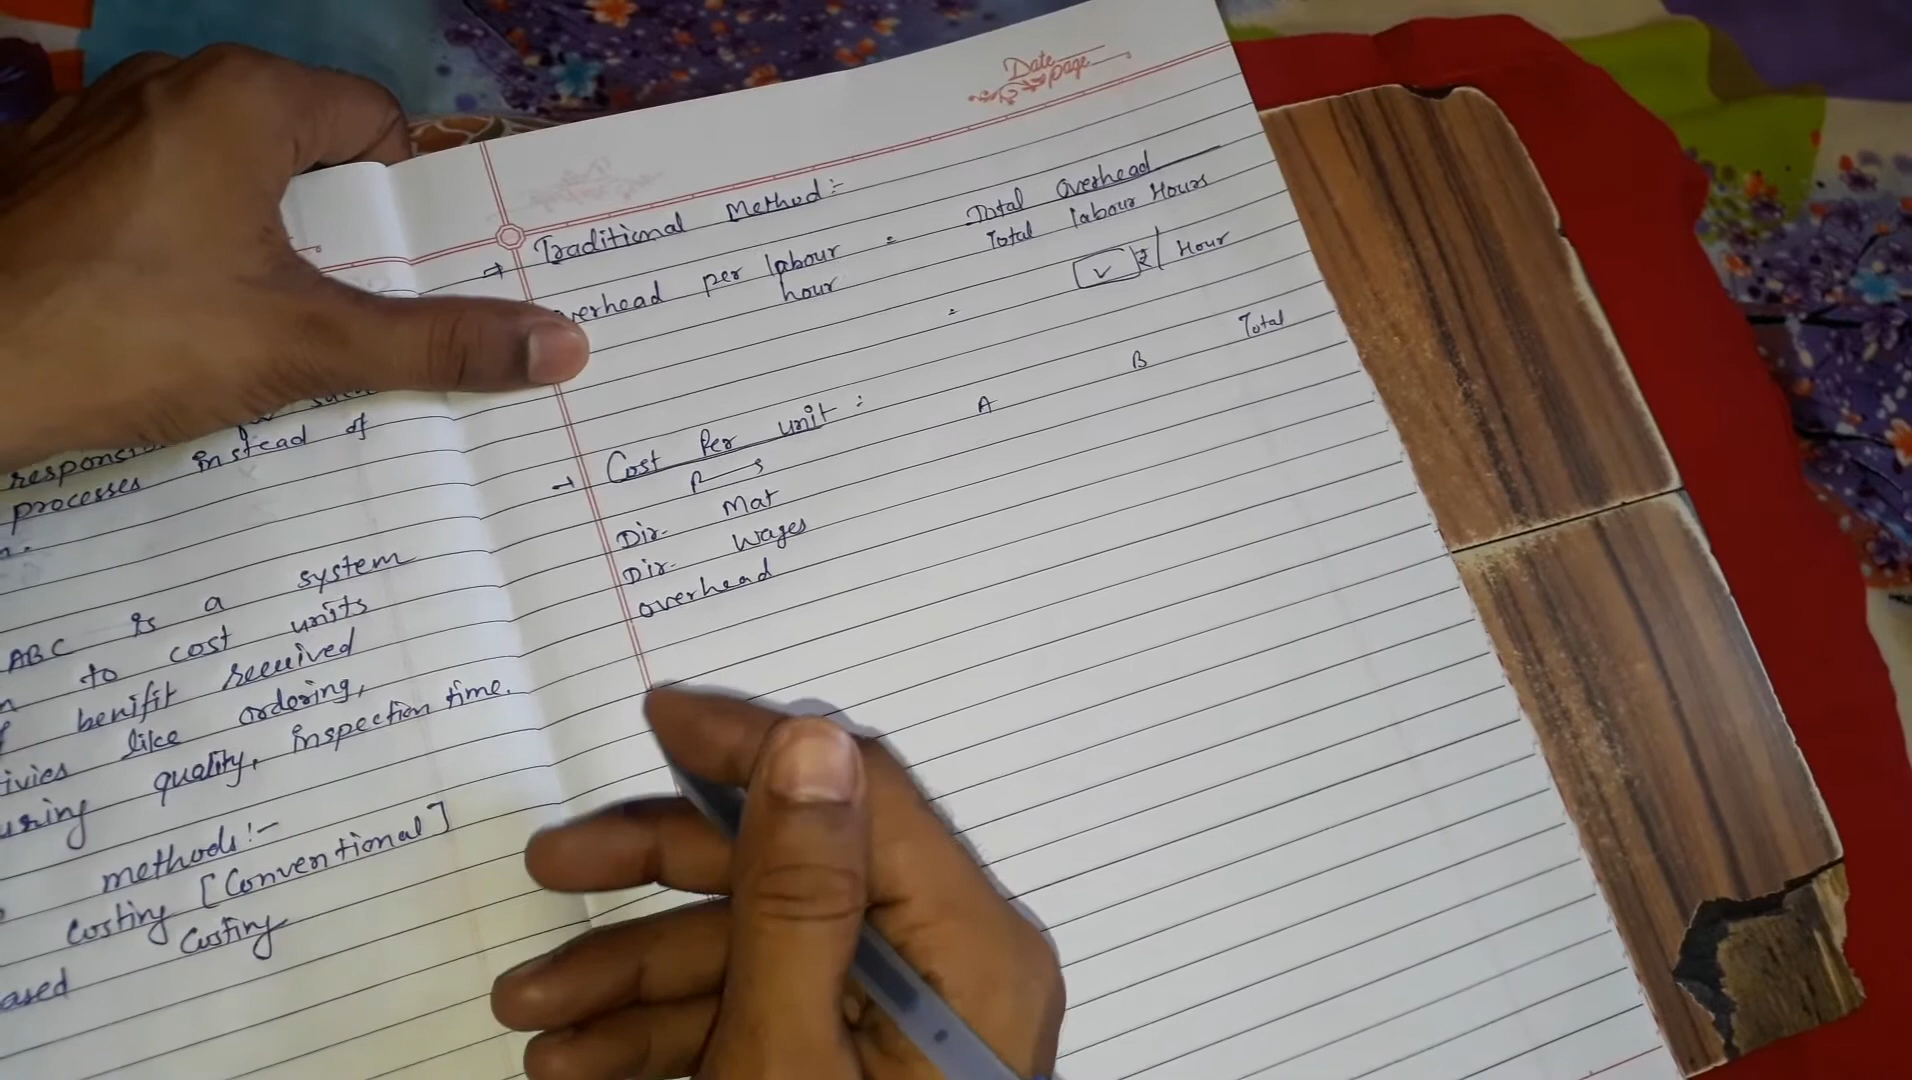 responsi
processes instead of
ABC is a system
to cost units
benifit received
like ordering,
quality, inspection time.
methods:-
Costing [Conventional]
ased Costing
Date
Page
→ Traditional Method:-
verhead per labour hour = Total Overhead
Total labour Hours
= ✓ ₹/ Hour
→ Cost Per unit: A B Total
P s
Dir. Mat
Dir. Wages
overhead